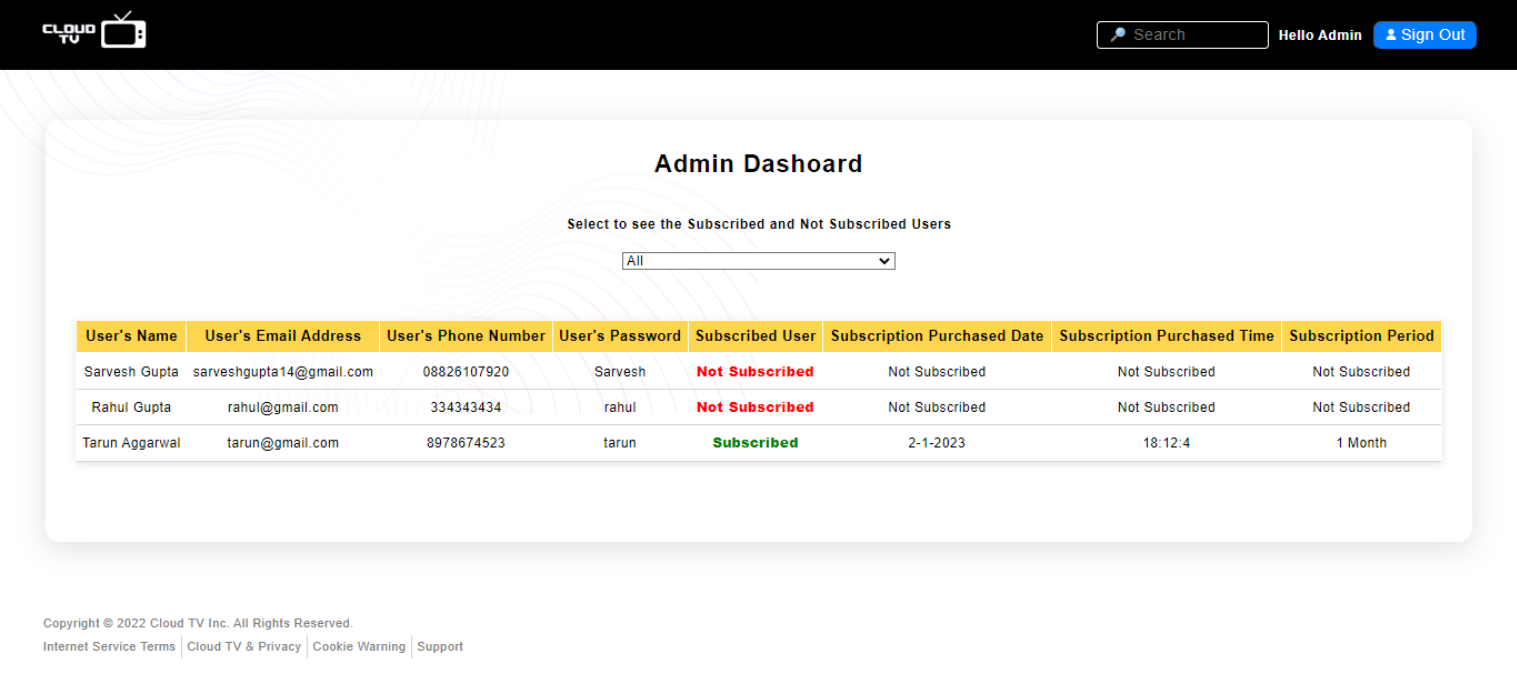 CLOUD
TV
🔎 Search
Hello Admin
Sign Out
Admin Dashoard
Select to see the Subscribed and Not Subscribed Users
All
User's Name User's Email Address User's Phone Number User's Password Subscribed User Subscription Purchased Date Subscription Purchased Time Subscription Period
Sarvesh Gupta sarveshgupta14@gmail.com 08826107920 Sarvesh Not Subscribed Not Subscribed Not Subscribed Not Subscribed
Rahul Gupta rahul@gmail.com 334343434 rahul Not Subscribed Not Subscribed Not Subscribed Not Subscribed
Tarun Aggarwal tarun@gmail.com 8978674523 tarun Subscribed 2-1-2023 18:12:4 1 Month
Copyright © 2022 Cloud TV Inc. All Rights Reserved.
Internet Service Terms Cloud TV & Privacy Cookie Warning Support